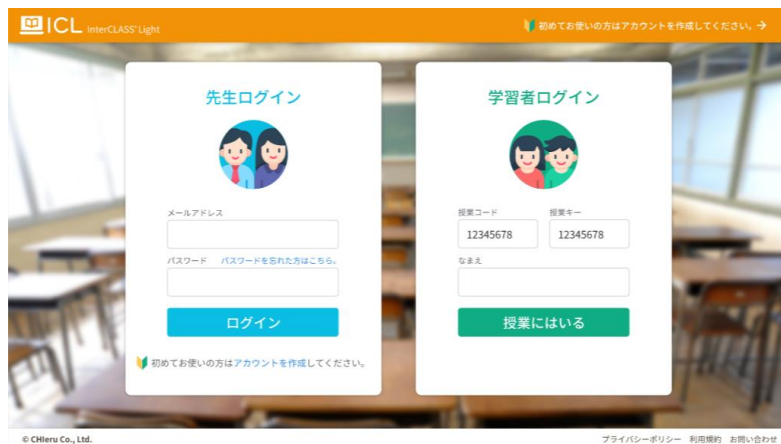 ICL InterCLASS®Light
初めてお使いの方はアカウントを作成してください。→
先生ログイン
メールアドレス
パスワード パスワードを忘れた方はこちら。
ログイン
初めてお使いの方はアカウントを作成してください。
学習者ログイン
授業コード 授業キー
12345678 12345678
なまえ
授業にはいる
© CHIeru Co., Ltd.
プライバシーポリシー 利用規約 お問い合わせ